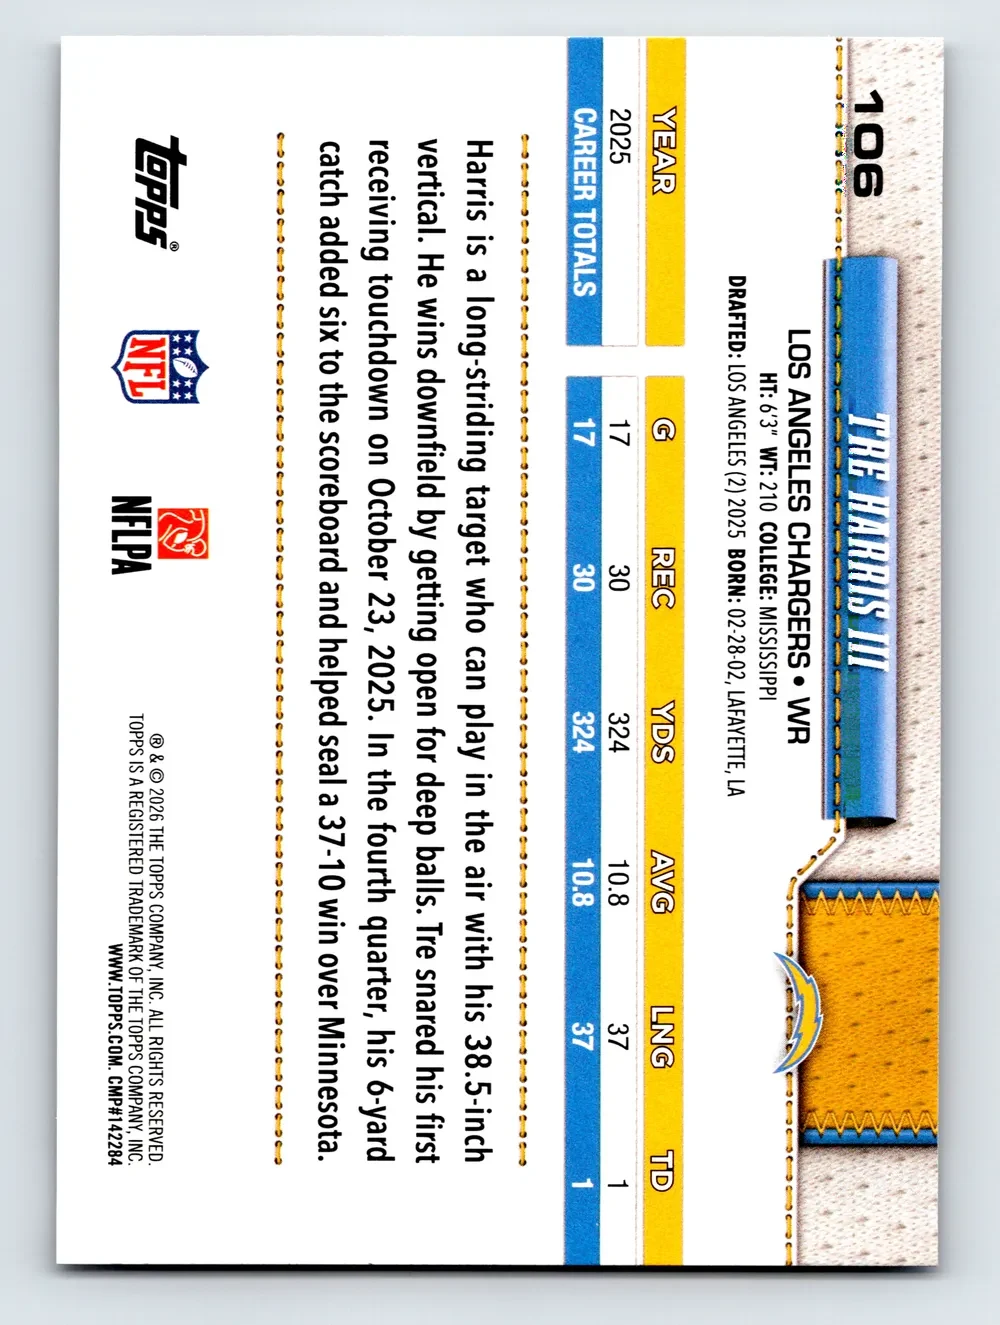 106
TRE HARRIS III
LOS ANGELES CHARGERS • WR
HT: 6'3" WT: 210 COLLEGE: MISSISSIPPI
DRAFTED: LOS ANGELES (2) 2025 BORN: 02-28-02, LAFAYETTE, LA
YEAR G REC YDS AVG LNG TD
2025 17 30 324 10.8 37 1
CAREER TOTALS 17 30 324 10.8 37 1
Harris is a long-striding target who can play in the air with his 38.5-inch
vertical. He wins downfield by getting open for deep balls. Tre snared his first
receiving touchdown on October 23, 2025. In the fourth quarter, his 6-yard
catch added six to the scoreboard and helped seal a 37-10 win over Minnesota.
topps®
NFL
NFLPA
® & © 2026 THE TOPPS COMPANY, INC. ALL RIGHTS RESERVED.
TOPPS IS A REGISTERED TRADEMARK OF THE TOPPS COMPANY, INC.
WWW.TOPPS.COM. CMP#142284